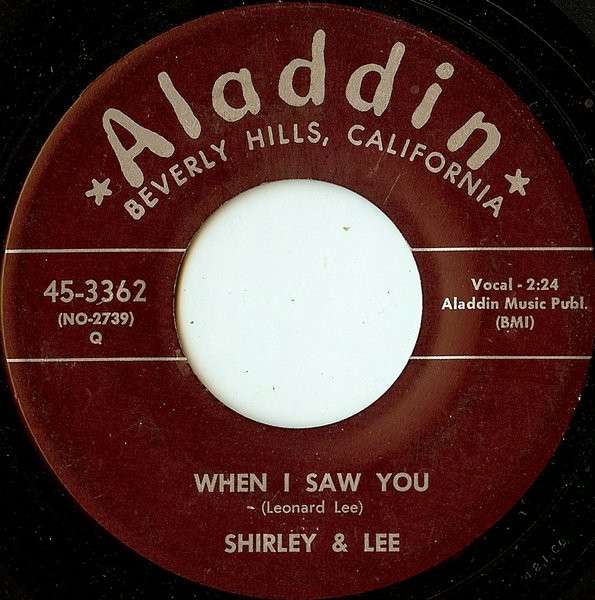 Aladdin
★ BEVERLY HILLS, CALIFORNIA ★
45-3362
(NO-2739)
Q
Vocal - 2:24
Aladdin Music Publ.
(BMI)
WHEN I SAW YOU
(Leonard Lee)
SHIRLEY & LEE